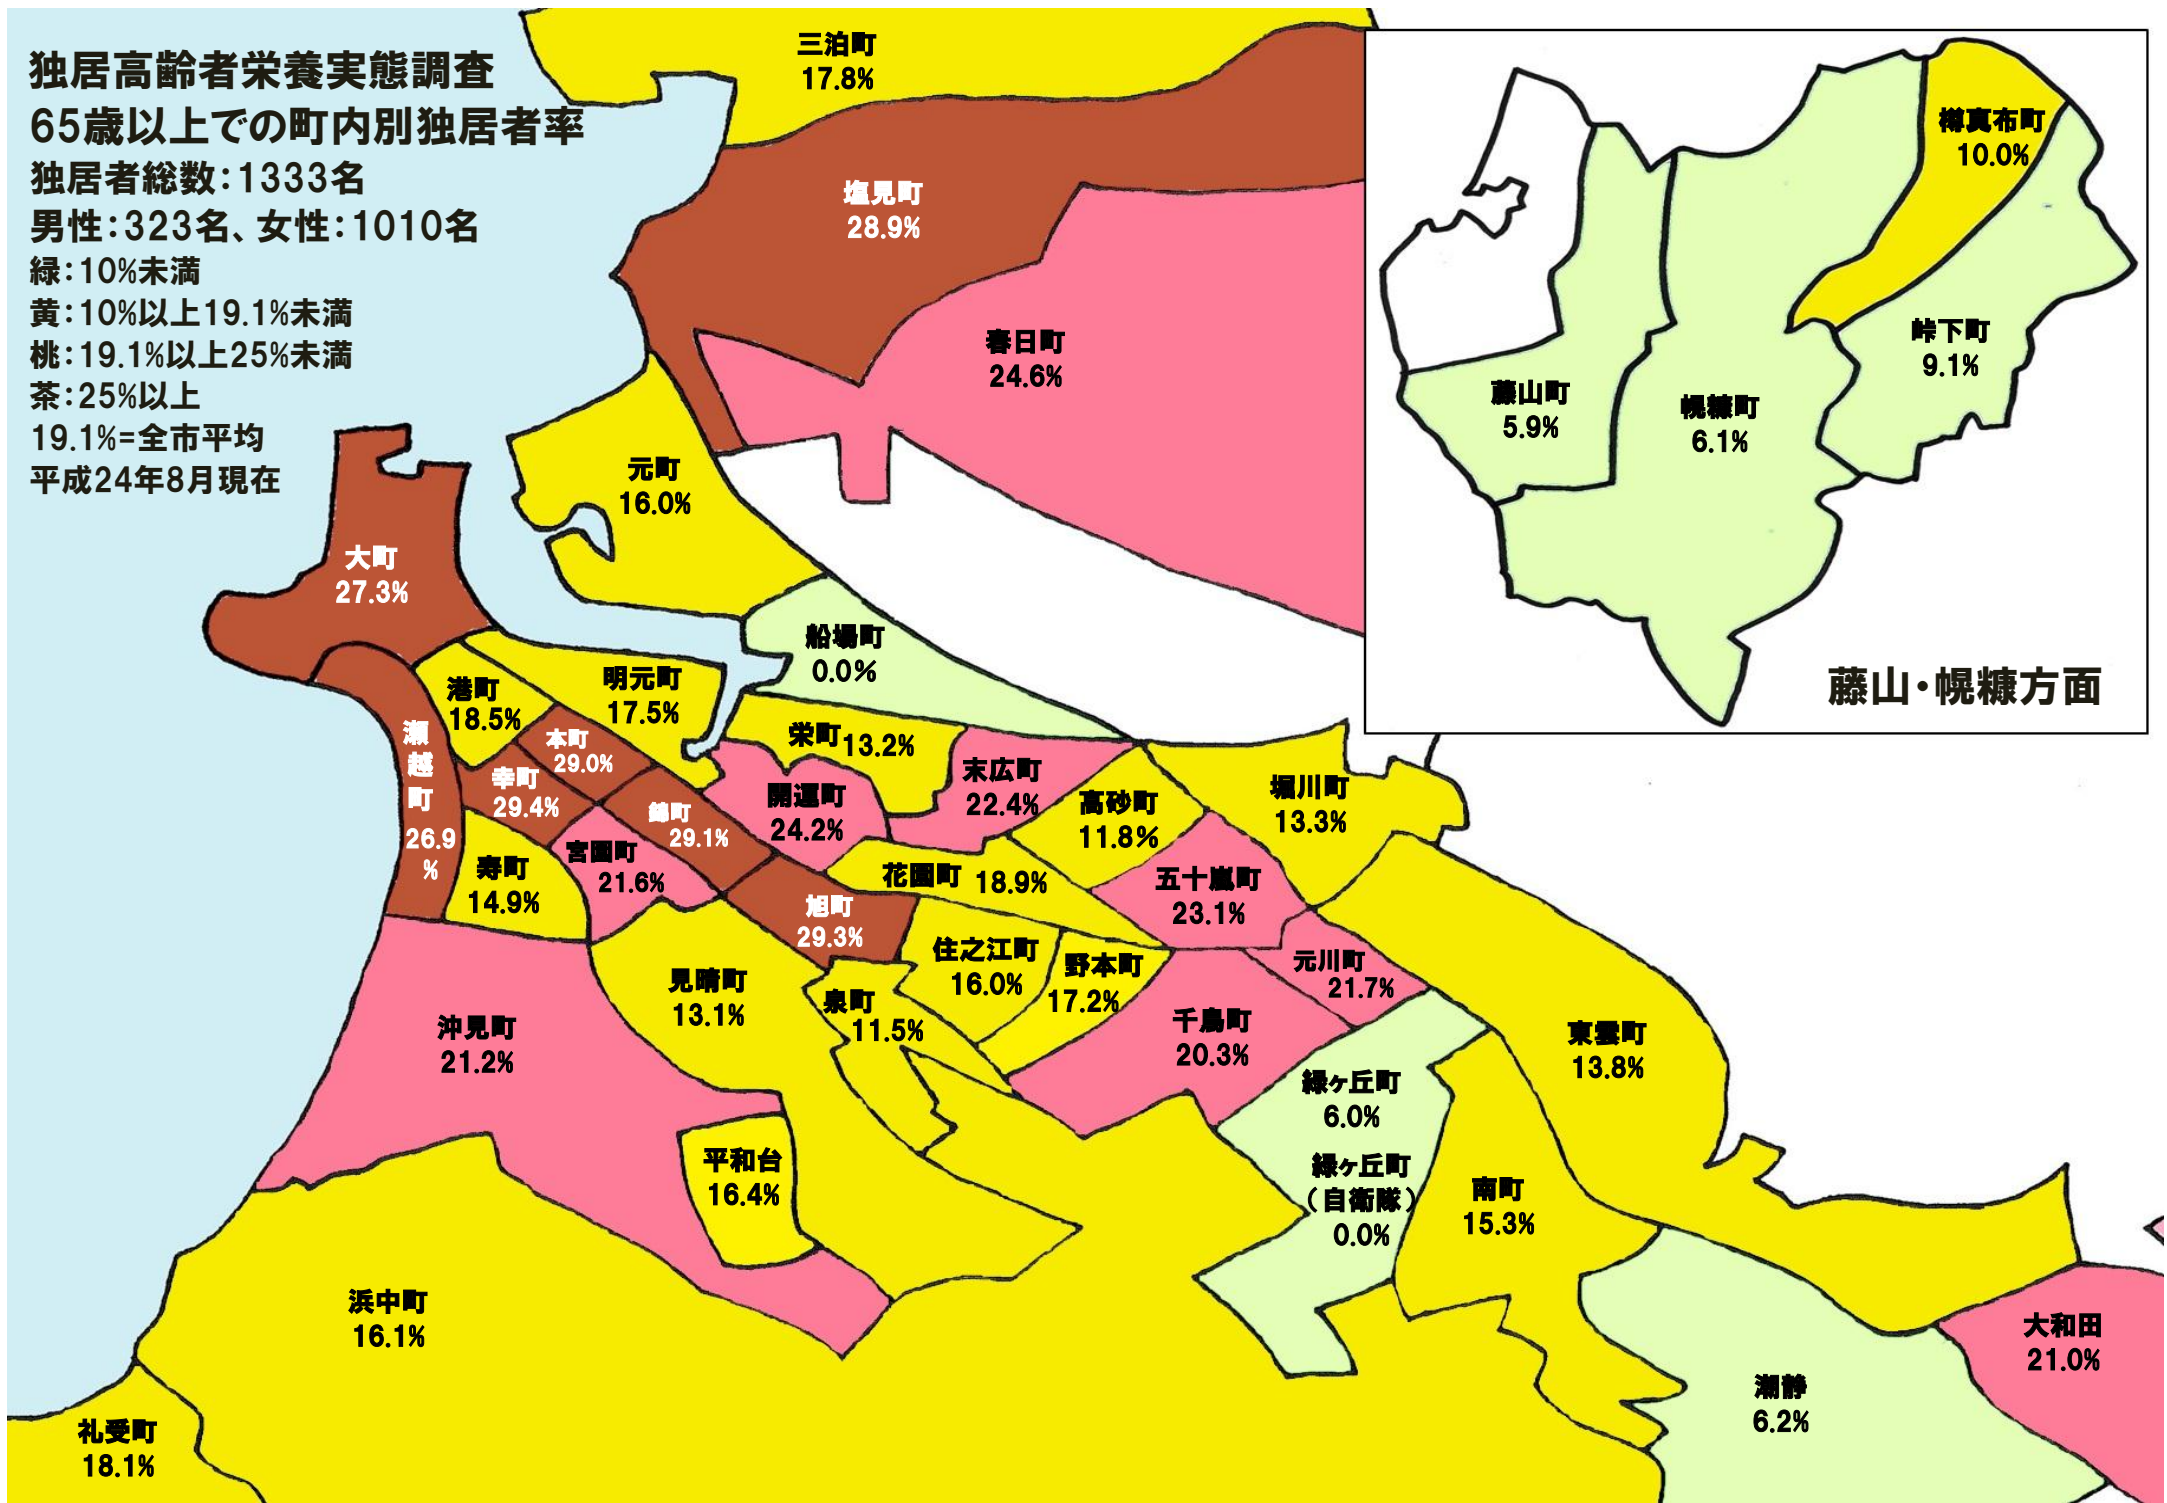 独居高齢者栄養実態調査
65歳以上での町内別独居者率
独居者総数：1333名
男性：323名、女性：1010名
緑：10%未満
黄：10%以上19.1%未満
桃：19.1%以上25%未満
茶：25%以上
19.1%=全市平均
平成24年8月現在
三泊町
17.8%
塩見町
28.9%
春日町
24.6%
元町
16.0%
大町
27.3%
船場町
0.0%
港町
18.5%
明元町
17.5%
瀬
越
町
26.9
%
本町
29.0%
幸町
29.4%
錦町
29.1%
栄町13.2%
開運町
24.2%
末広町
22.4%
高砂町
11.8%
堀川町
13.3%
寿町
14.9%
宮園町
21.6%
旭町
29.3%
花園町 18.9%
五十嵐町
23.1%
住之江町
16.0%
野本町
17.2%
元川町
21.7%
見晴町
13.1%
泉町
11.5%
千鳥町
20.3%
沖見町
21.2%
東雲町
13.8%
緑ヶ丘町
6.0%
緑ヶ丘町
（自衛隊）
0.0%
平和台
16.4%
南町
15.3%
浜中町
16.1%
大和田
21.0%
潮静
6.2%
礼受町
18.1%
樽真布町
10.0%
峠下町
9.1%
藤山町
5.9%
幌糠町
6.1%
藤山・幌糠方面